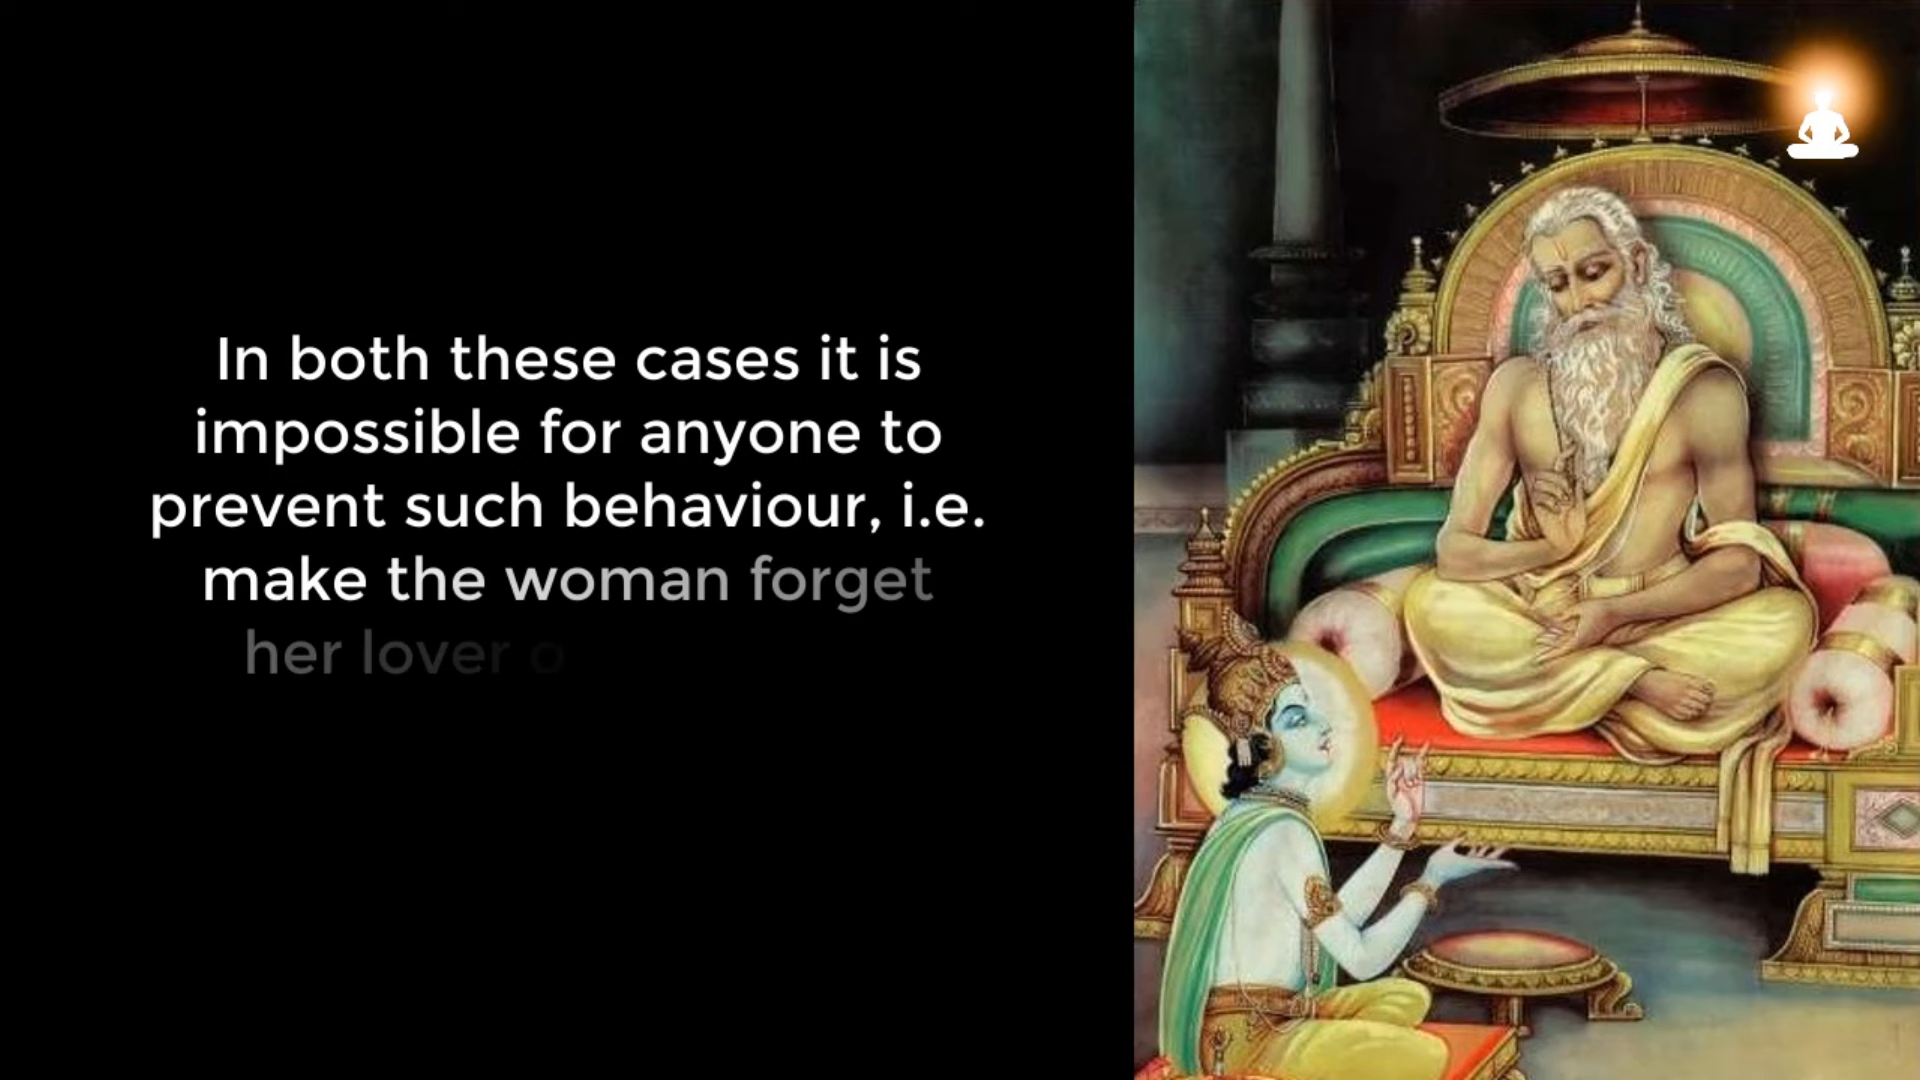 In both these cases it is
impossible for anyone to
prevent such behaviour, i.e.
make the woman forget
her lover